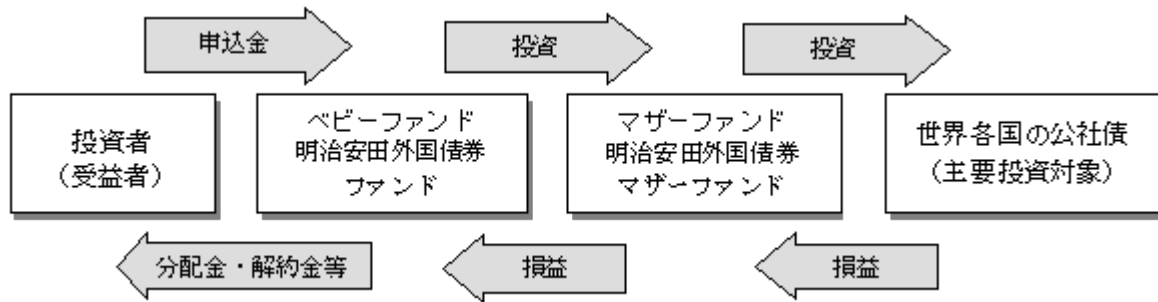 申込金
投資
投資
投資者
（受益者）
ベビーファンド
明治安田外国債券
ファンド
マザーファンド
明治安田外国債券
マザーファンド
世界各国の公社債
（主要投資対象）
分配金・解約金等
損益
損益